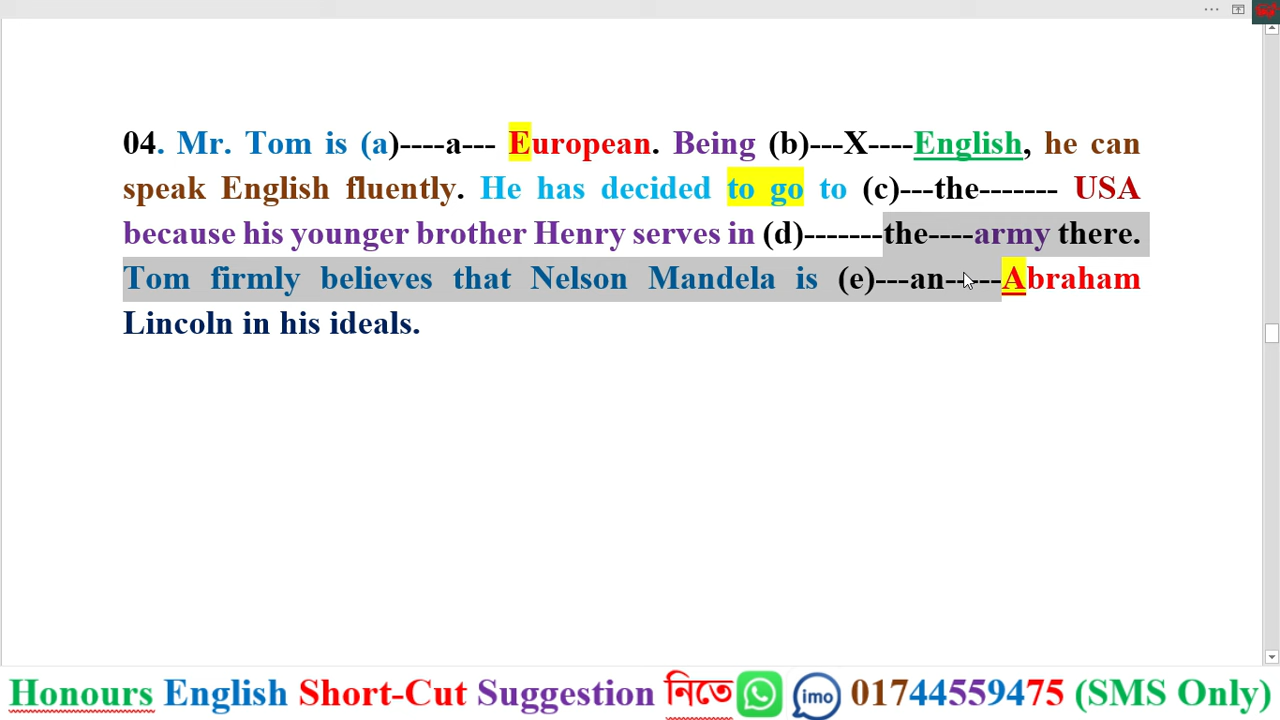 04. Mr. Tom is (a)----a--- European. Being (b)---X----English, he can
speak English fluently. He has decided to go to (c)---the------- USA
because his younger brother Henry serves in (d)-------the----army there.
Tom firmly believes that Nelson Mandela is (e)---an-----Abraham
Lincoln in his ideals.
Honours English Short-Cut Suggestion নিতে imo 01744559475 (SMS Only)